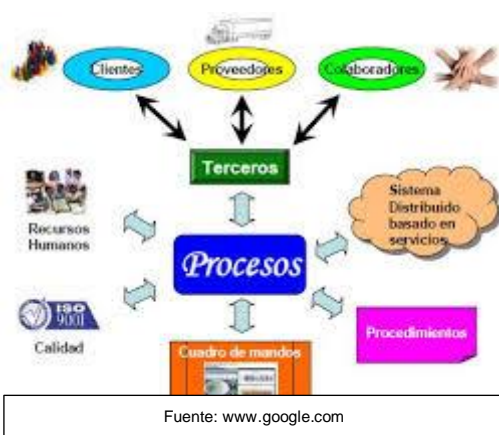 Clientes
Proveedores
Colaboradores
Terceros
Recursos
Humanos
Procesos
Sistema
Distribuido
basado en
servicios
ISO
9001
Calidad
Procedimientos
Cuadro de mandos
Fuente: www.google.com